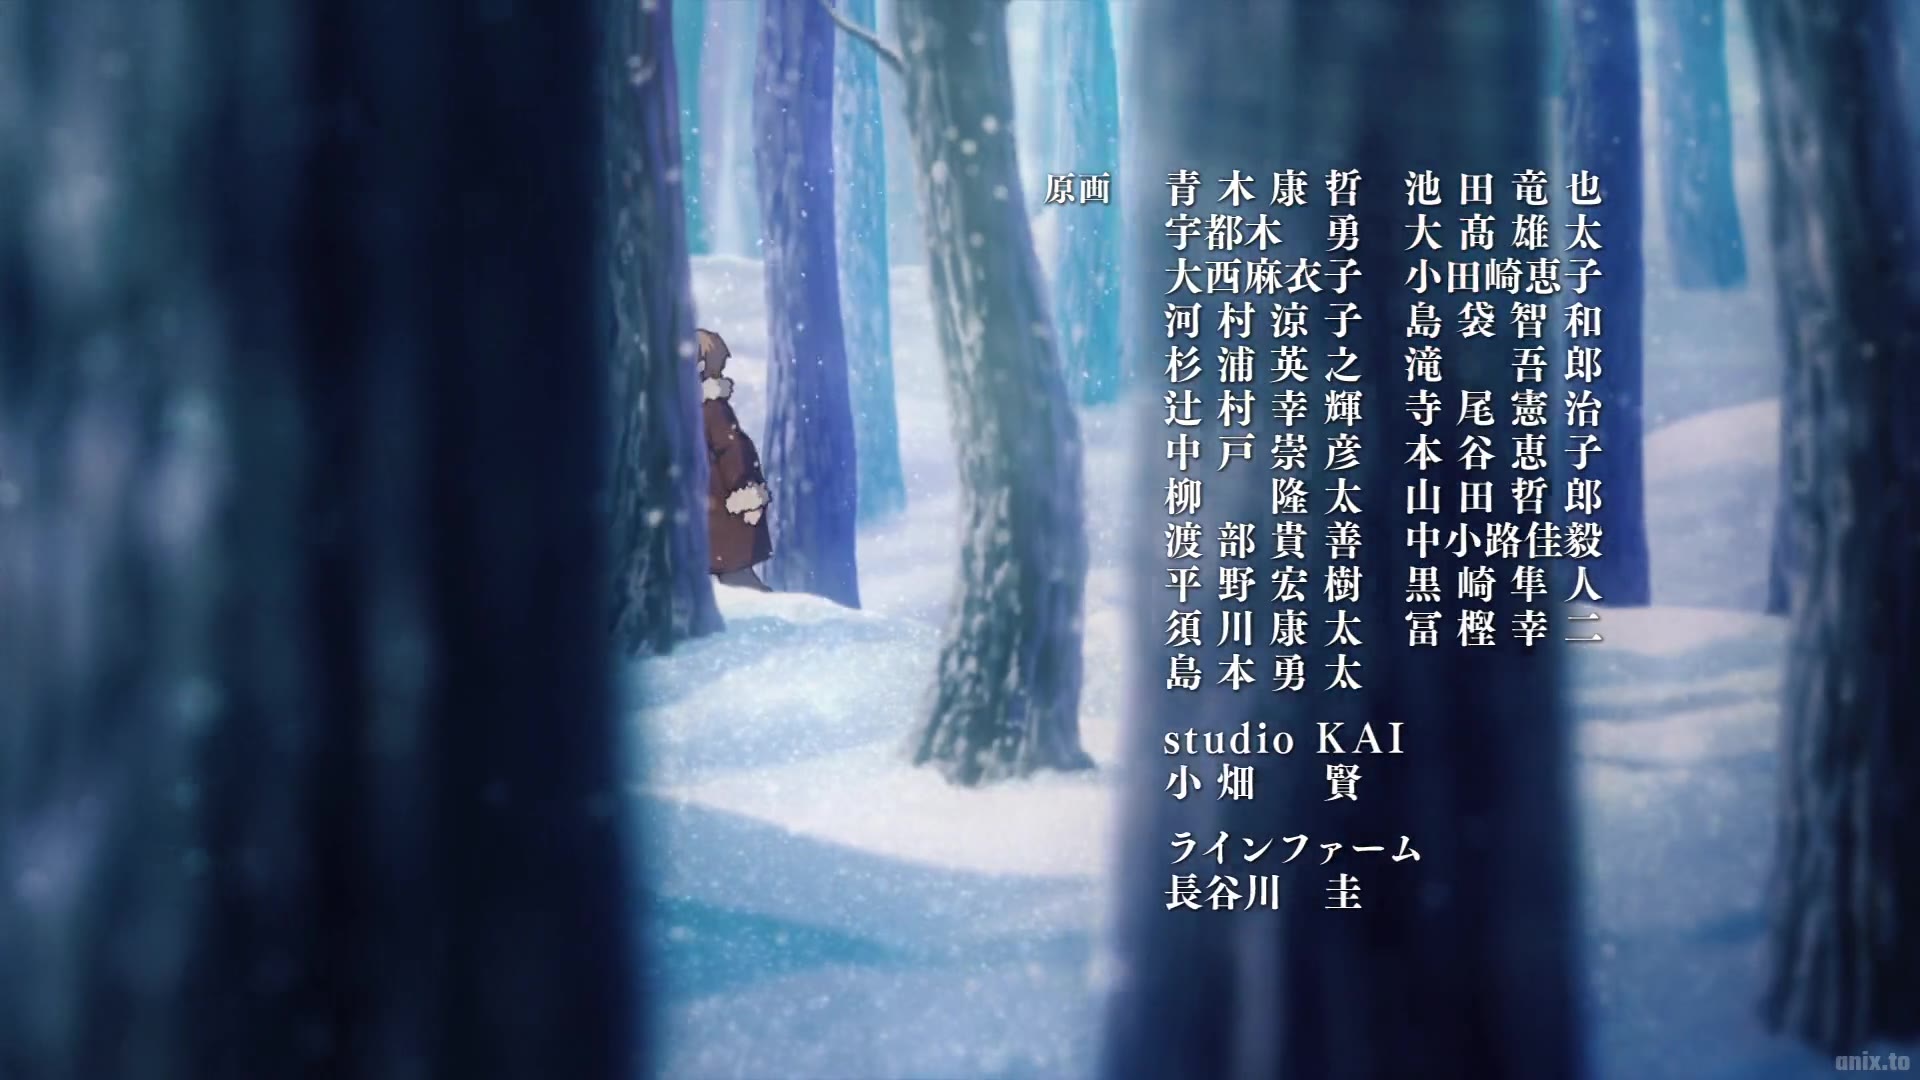 原画 青木康哲 池田竜也
宇都木 勇 大髙雄太
大西麻衣子 小田崎恵子
河村涼子 島袋智和
杉浦英之 滝 吾郎
辻村幸輝 寺尾憲治
中戸崇彦 本谷恵子
柳 隆太 山田哲郎
渡部貴善 中小路佳毅
平野宏樹 黒崎隼人
須川康太 冨樫幸二
島本勇太
studio KAI
小畑 賢
ラインファーム
長谷川 圭
anix.to